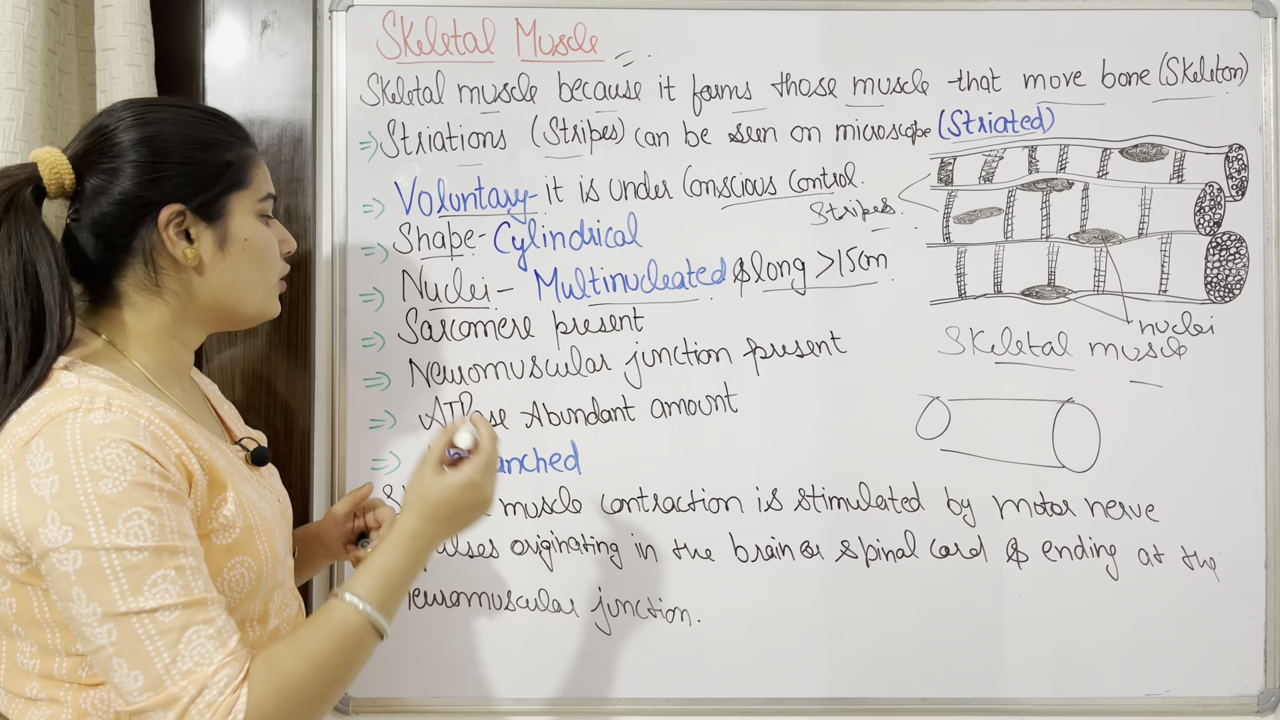 Skeletal Muscle
Skeletal muscle because it forms those muscle that move bone (Skeleton)
=> Striations (Stripes) can be seen on microscope (Striated)
=> Voluntary - it is under Conscious Control.
Stripes.
=> Shape - Cylindrical
=> Nuclei - Multinucleated & long >15cm
nuclei
Skeletal muscle
=> Sarcomere present
=> Neuromuscular junction present
=> ATPase Abundant amount
=>
muscle contraction is stimulated by motor nerve
originating in the brain or spinal cord & ending at the
neuromuscular junction.